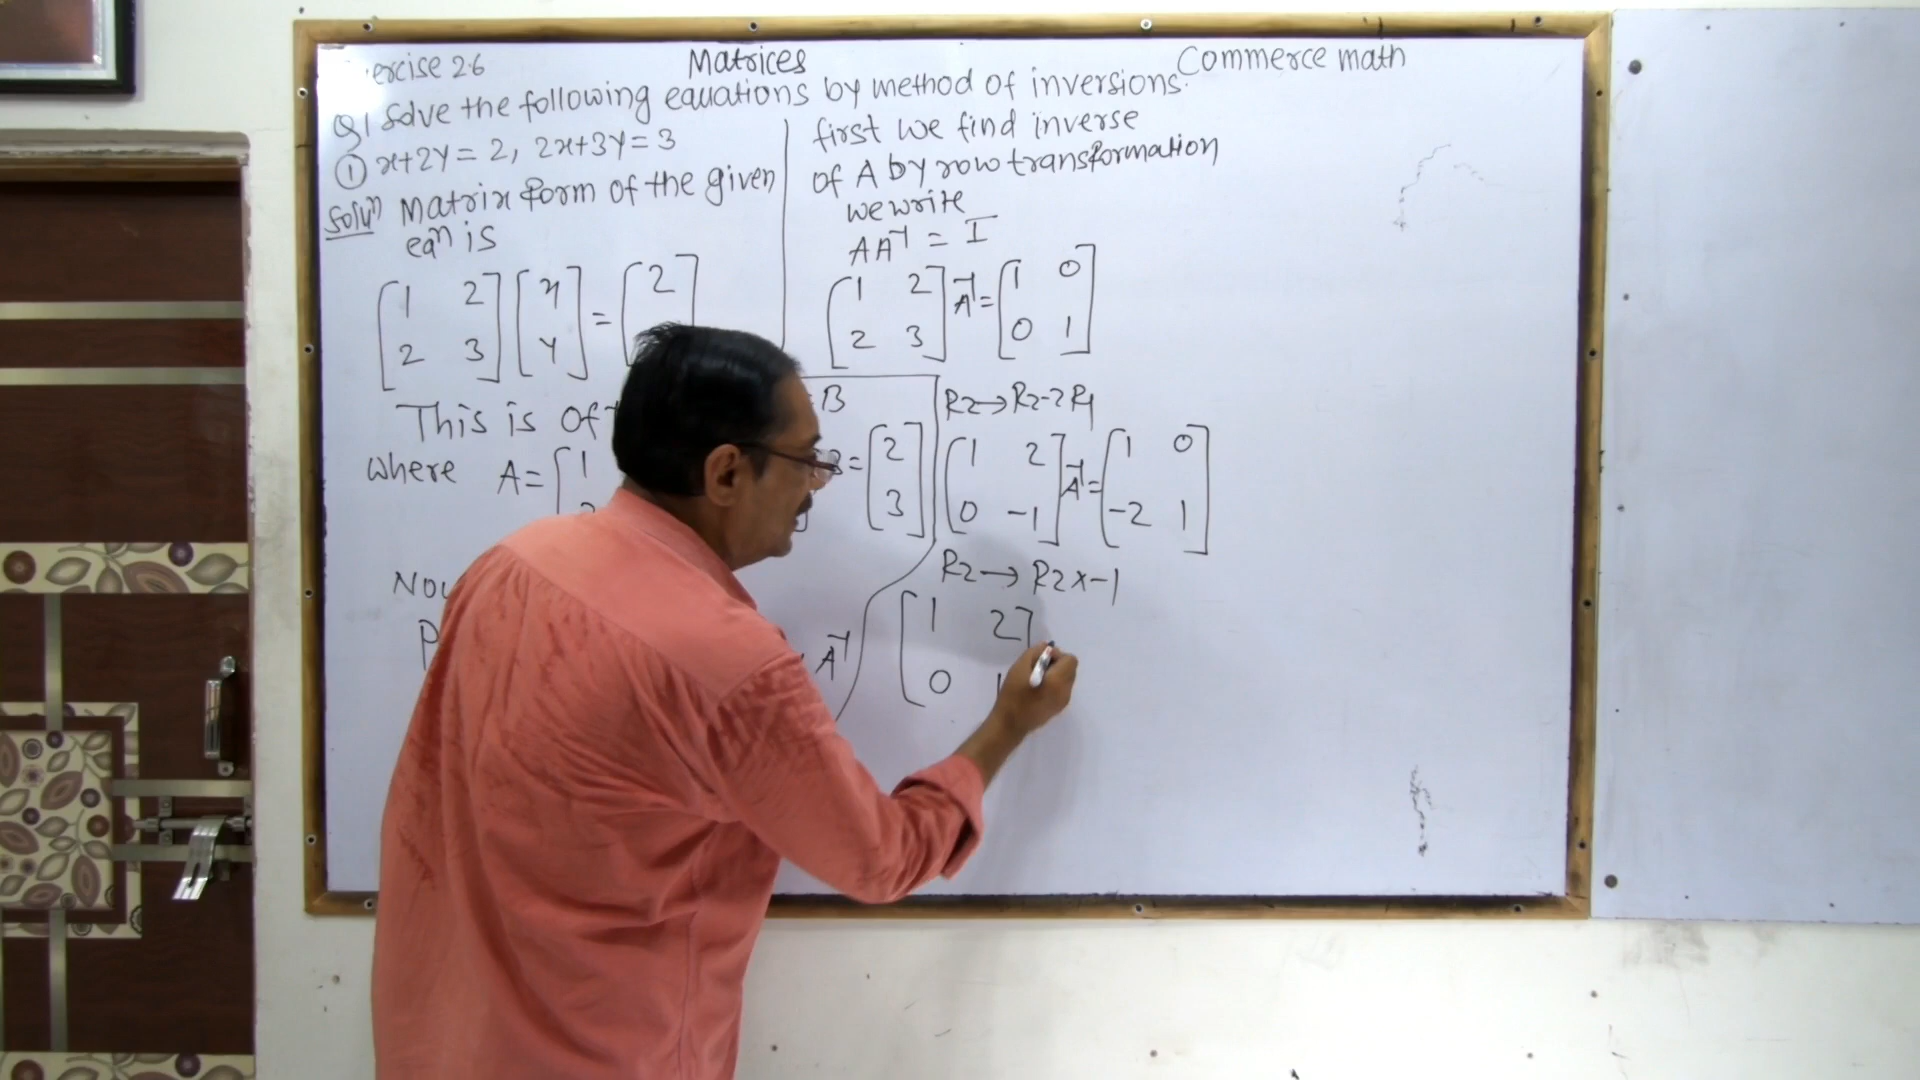 ercise 2.6 Matrices Commerce math
Q1 Solve the following equations by method of inversions.
① x+2y = 2, 2x+3y = 3
Soluⁿ Matrix form of the given
eqⁿ is
[1 2
2 3] [x
y] = [2
This is of
where A = [1
B = [2
3]
Now
A⁻¹
first we find inverse
of A by row transformation
we write
AA⁻¹ = I
[1 2
2 3] A⁻¹ = [1 0
0 1]
R2→R2-2R1
[1 2
0 -1] A⁻¹ = [1 0
-2 1]
R2→R2x-1
[1 2
0 1